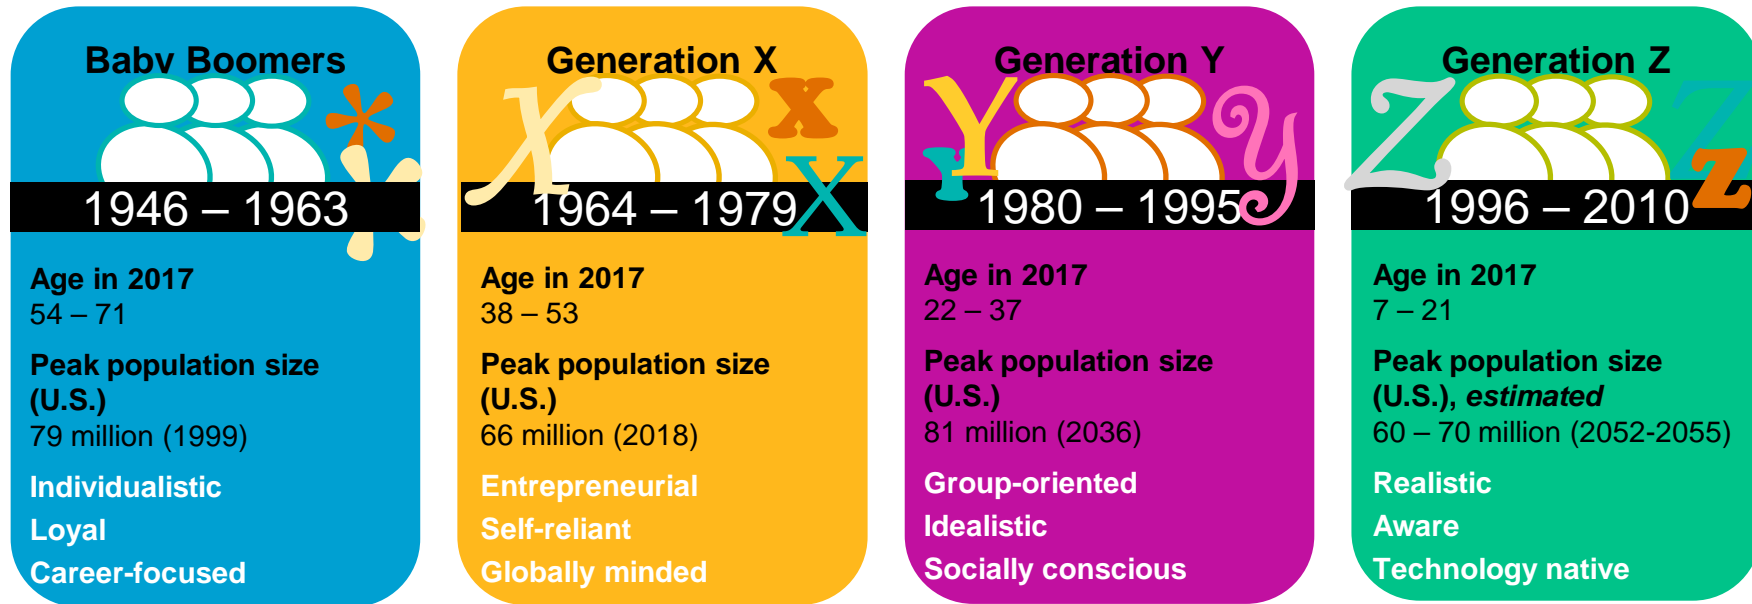 Baby Boomers
1946 – 1963
Age in 2017
54 – 71
Peak population size
(U.S.)
79 million (1999)
Individualistic
Loyal
Career-focused
Generation X
X
X
X
1964 – 1979
Age in 2017
38 – 53
Peak population size
(U.S.)
66 million (2018)
Entrepreneurial
Self-reliant
Globally minded
Generation Y
Y
Y
y
1980 – 1995
Age in 2017
22 – 37
Peak population size
(U.S.)
81 million (2036)
Group-oriented
Idealistic
Socially conscious
Generation Z
Z
Z
z
1996 – 2010
Age in 2017
7 – 21
Peak population size
(U.S.), estimated
60 – 70 million (2052-2055)
Realistic
Aware
Technology native